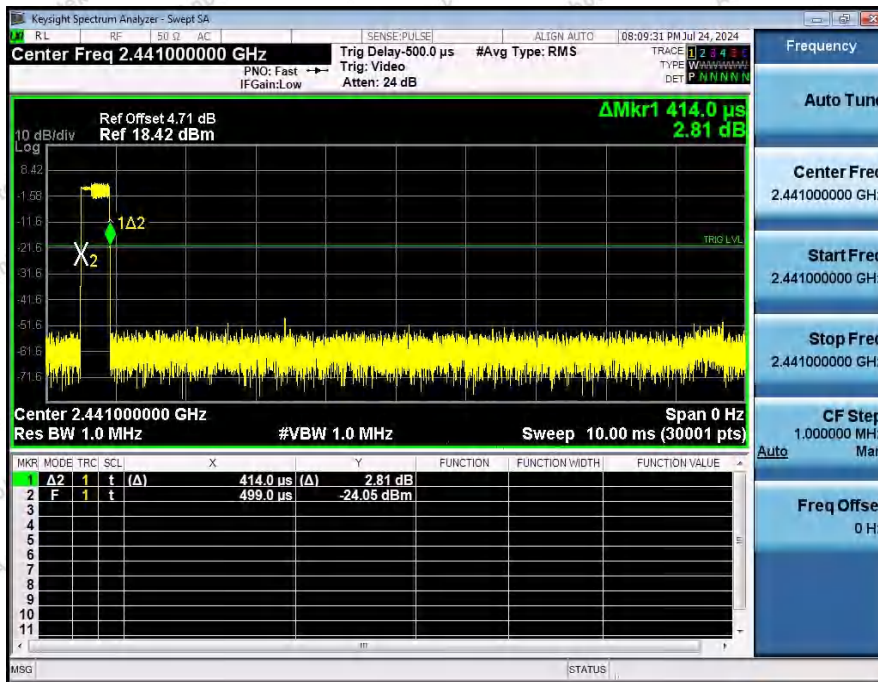 Keysight Spectrum Analyzer - Swept SA
RL RF 50 Ω AC SENSE:PULSE ALIGN AUTO 08:09:31 PM Jul 24, 2024
Center Freq 2.441000000 GHz
PNO: Fast
IFGain:Low
Trig Delay-500.0 µs
Trig: Video
Atten: 24 dB
#Avg Type: RMS
TRACE 1 2 3 4 5 6
TYPE W
DET P N N N N N
Ref Offset 4.71 dB
10 dB/div Ref 18.42 dBm
Log
ΔMkr1 414.0 µs
2.81 dB
8.42
-1.58
-11.6
-21.6
-31.6
-41.6
-51.6
-61.6
-71.6
1Δ2
2
TRIG LVL
Center 2.441000000 GHz Span 0 Hz
Res BW 1.0 MHz #VBW 1.0 MHz Sweep 10.00 ms (30001 pts)
MKR MODE TRC SCL X Y FUNCTION FUNCTION WIDTH FUNCTION VALUE
1 Δ2 1 t (Δ) 414.0 µs (Δ) 2.81 dB
2 F 1 t 499.0 µs -24.05 dBm
3
4
5
6
7
8
9
10
11
MSG STATUS
Frequency
Auto Tune
Center Freq
2.441000000 GHz
Start Freq
2.441000000 GHz
Stop Freq
2.441000000 GHz
CF Step
1.000000 MHz
Auto Man
Freq Offset
0 Hz